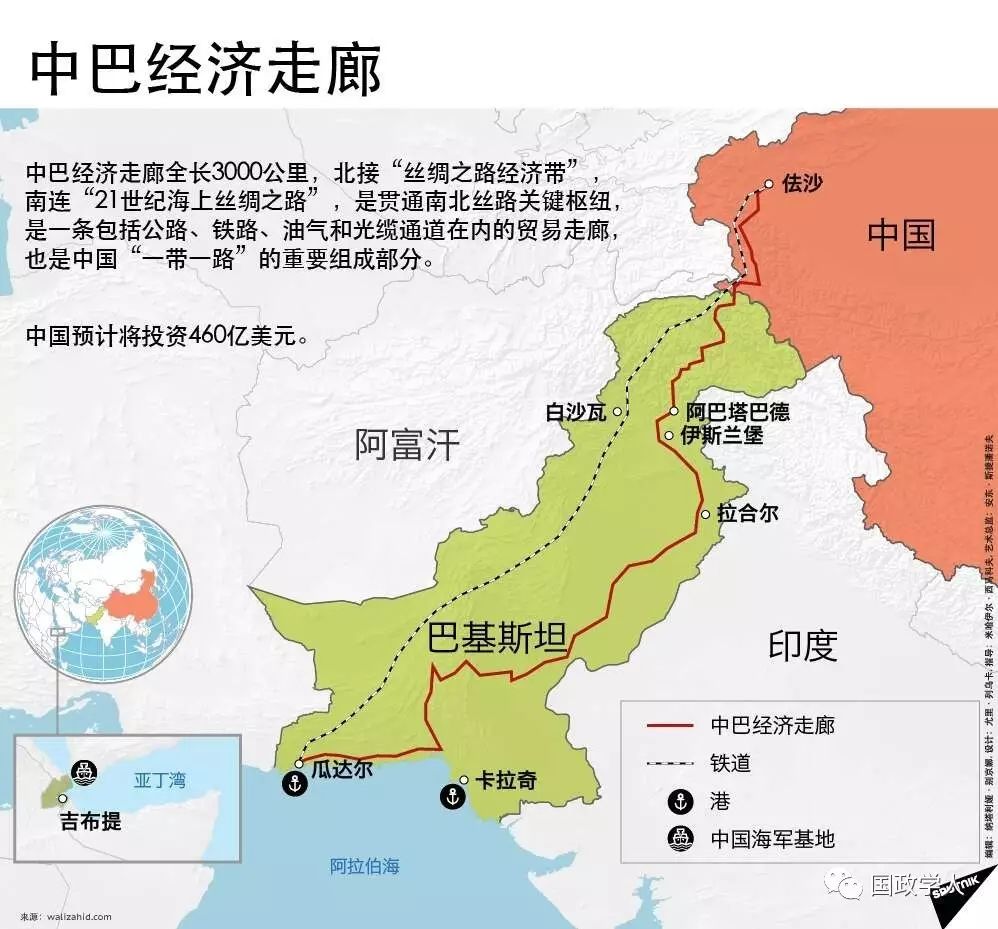 中巴经济走廊
中巴经济走廊全长3000公里，北接“丝绸之路经济带”，
南连“21世纪海上丝绸之路”，是贯通南北丝路关键枢纽，
是一条包括公路、铁路、油气和光缆通道在内的贸易走廊，
也是中国“一带一路”的重要组成部分。
中国预计将投资460亿美元。
佉沙
中国
白沙瓦
阿巴塔巴德
伊斯兰堡
阿富汗
拉合尔
巴基斯坦
印度
瓜达尔
卡拉奇
亚丁湾
吉布提
阿拉伯海
中巴经济走廊
铁道
港
中国海军基地
来源：walizahid.com
国政学人
SPUTNIK